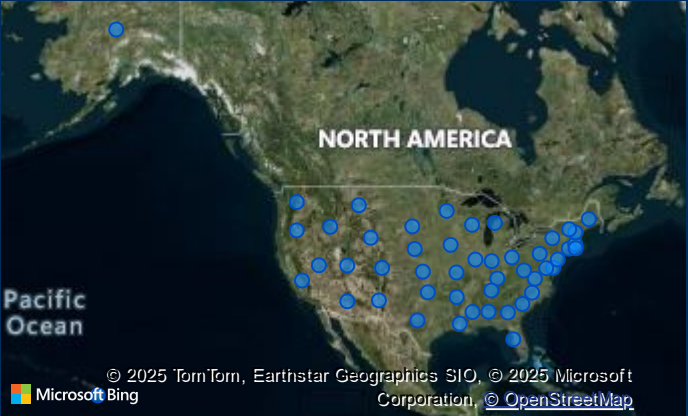 NORTH AMERICA
Pacific
Ocean
© 2025 TomTom, Earthstar Geographics SIO, © 2025 Microsoft
Corporation, © OpenStreetMap
Microsoft Bing